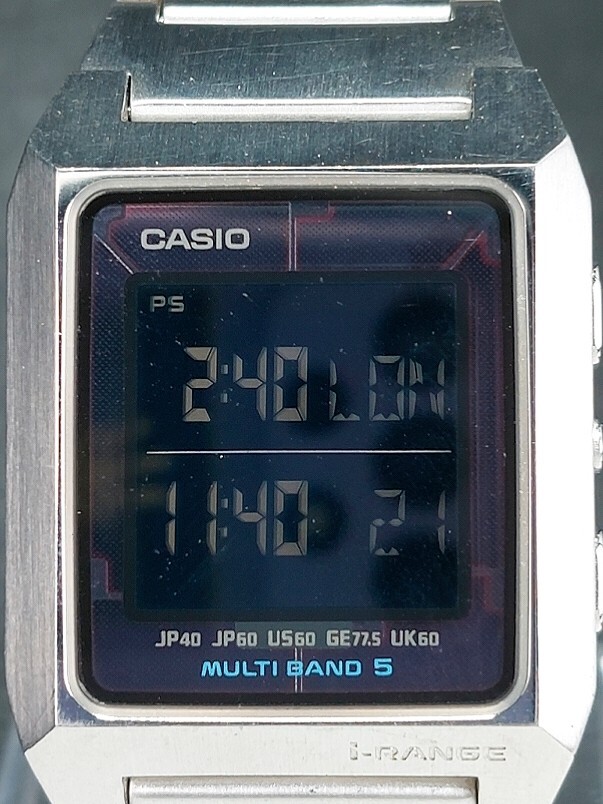 CASIO
PS
2:40 LON
11:40 21
JP40 JP60 US60 GE77.5 UK60
MULTI BAND 5
i-RANGE